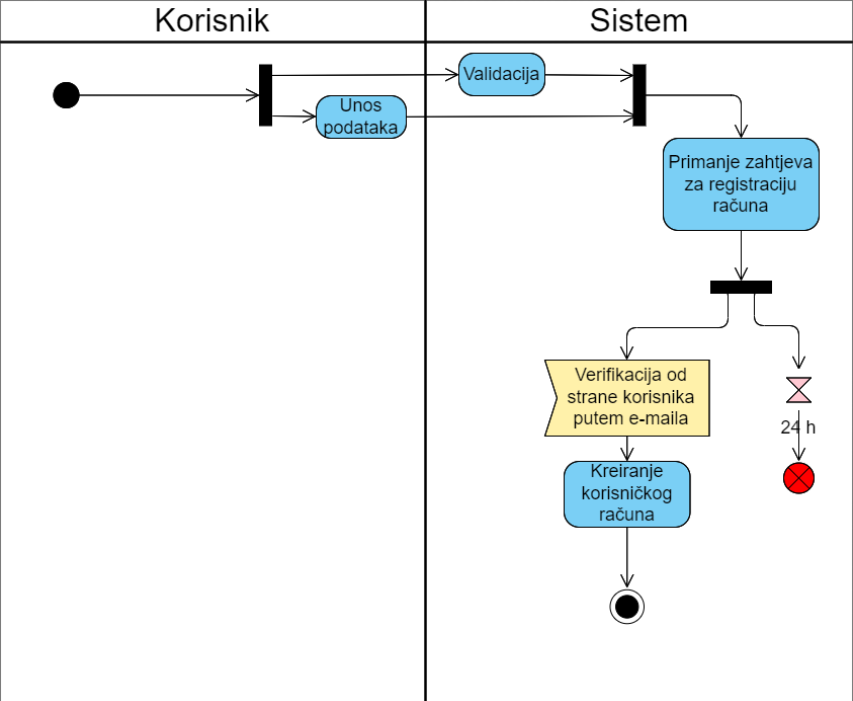 Korisnik
Sistem
Validacija
Unos
podataka
Primanje zahtjeva
za registraciju
računa
Verifikacija od
strane korisnika
putem e-maila
24 h
Kreiranje
korisničkog
računa